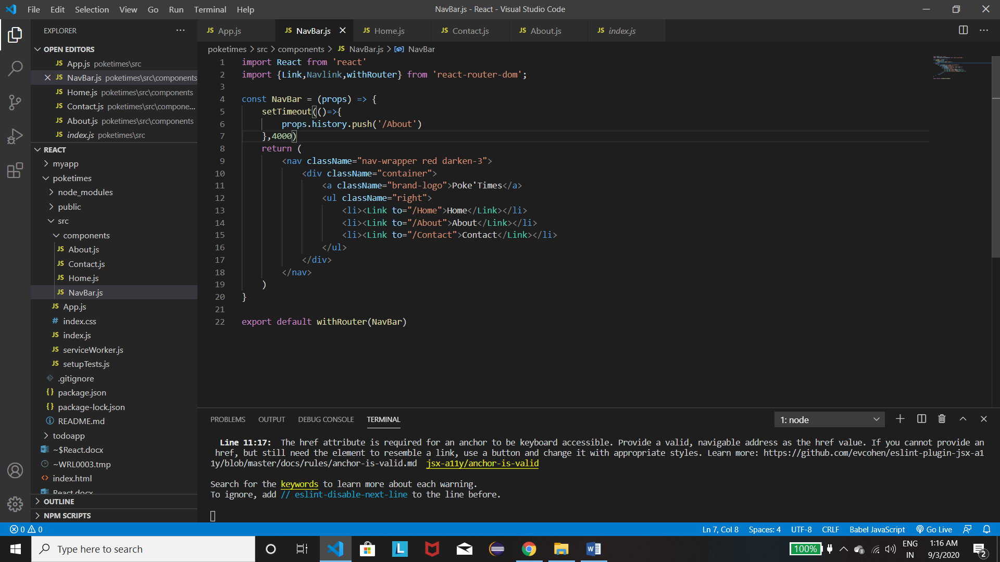 File Edit Selection View Go Run Terminal Help
NavBar.js - React - Visual Studio Code
EXPLORER
OPEN EDITORS
JS App.js poketimes\src
JS NavBar.js poketimes\src\components
JS Home.js poketimes\src\components
JS Contact.js poketimes\src\compone...
JS About.js poketimes\src\components
JS index.js poketimes\src
REACT
myapp
poketimes
node_modules
public
src
components
JS About.js
JS Contact.js
JS Home.js
JS NavBar.js
JS App.js
# index.css
JS index.js
JS serviceWorker.js
JS setupTests.js
.gitignore
{} package.json
{} package-lock.json
README.md
todoapp
~$React.docx
~WRL0003.tmp
<> index.html
React.docx
OUTLINE
NPM SCRIPTS
JS App.js JS NavBar.js JS Home.js JS Contact.js JS About.js JS index.js
poketimes > src > components > JS NavBar.js > NavBar
1 import React from 'react'
2 import {Link,Navlink,withRouter} from 'react-router-dom';
3
4 const NavBar = (props) => {
5 setTimeout(()=>{
6 props.history.push('/About')
7 },4000)
8 return (
9 <nav className="nav-wrapper red darken-3">
10 <div className="container">
11 <a className="brand-logo">Poke'Times</a>
12 <ul className="right">
13 <li><Link to="/Home">Home</Link></li>
14 <li><Link to="/About">About</Link></li>
15 <li><Link to="/Contact">Contact</Link></li>
16 </ul>
17 </div>
18 </nav>
19 )
20 }
21
22 export default withRouter(NavBar)
PROBLEMS OUTPUT DEBUG CONSOLE TERMINAL
1: node
Line 11:17: The href attribute is required for an anchor to be keyboard accessible. Provide a valid, navigable address as the href value. If you cannot provide an
href, but still need the element to resemble a link, use a button and change it with appropriate styles. Learn more: https://github.com/evcohen/eslint-plugin-jsx-a1
1y/blob/master/docs/rules/anchor-is-valid.md jsx-a11y/anchor-is-valid
Search for the keywords to learn more about each warning.
To ignore, add // eslint-disable-next-line to the line before.
0 0
Ln 7, Col 8 Spaces: 4 UTF-8 CRLF Babel JavaScript Go Live
Type here to search
L
W
100%
ENG
IN
1:16 AM
9/3/2020
2